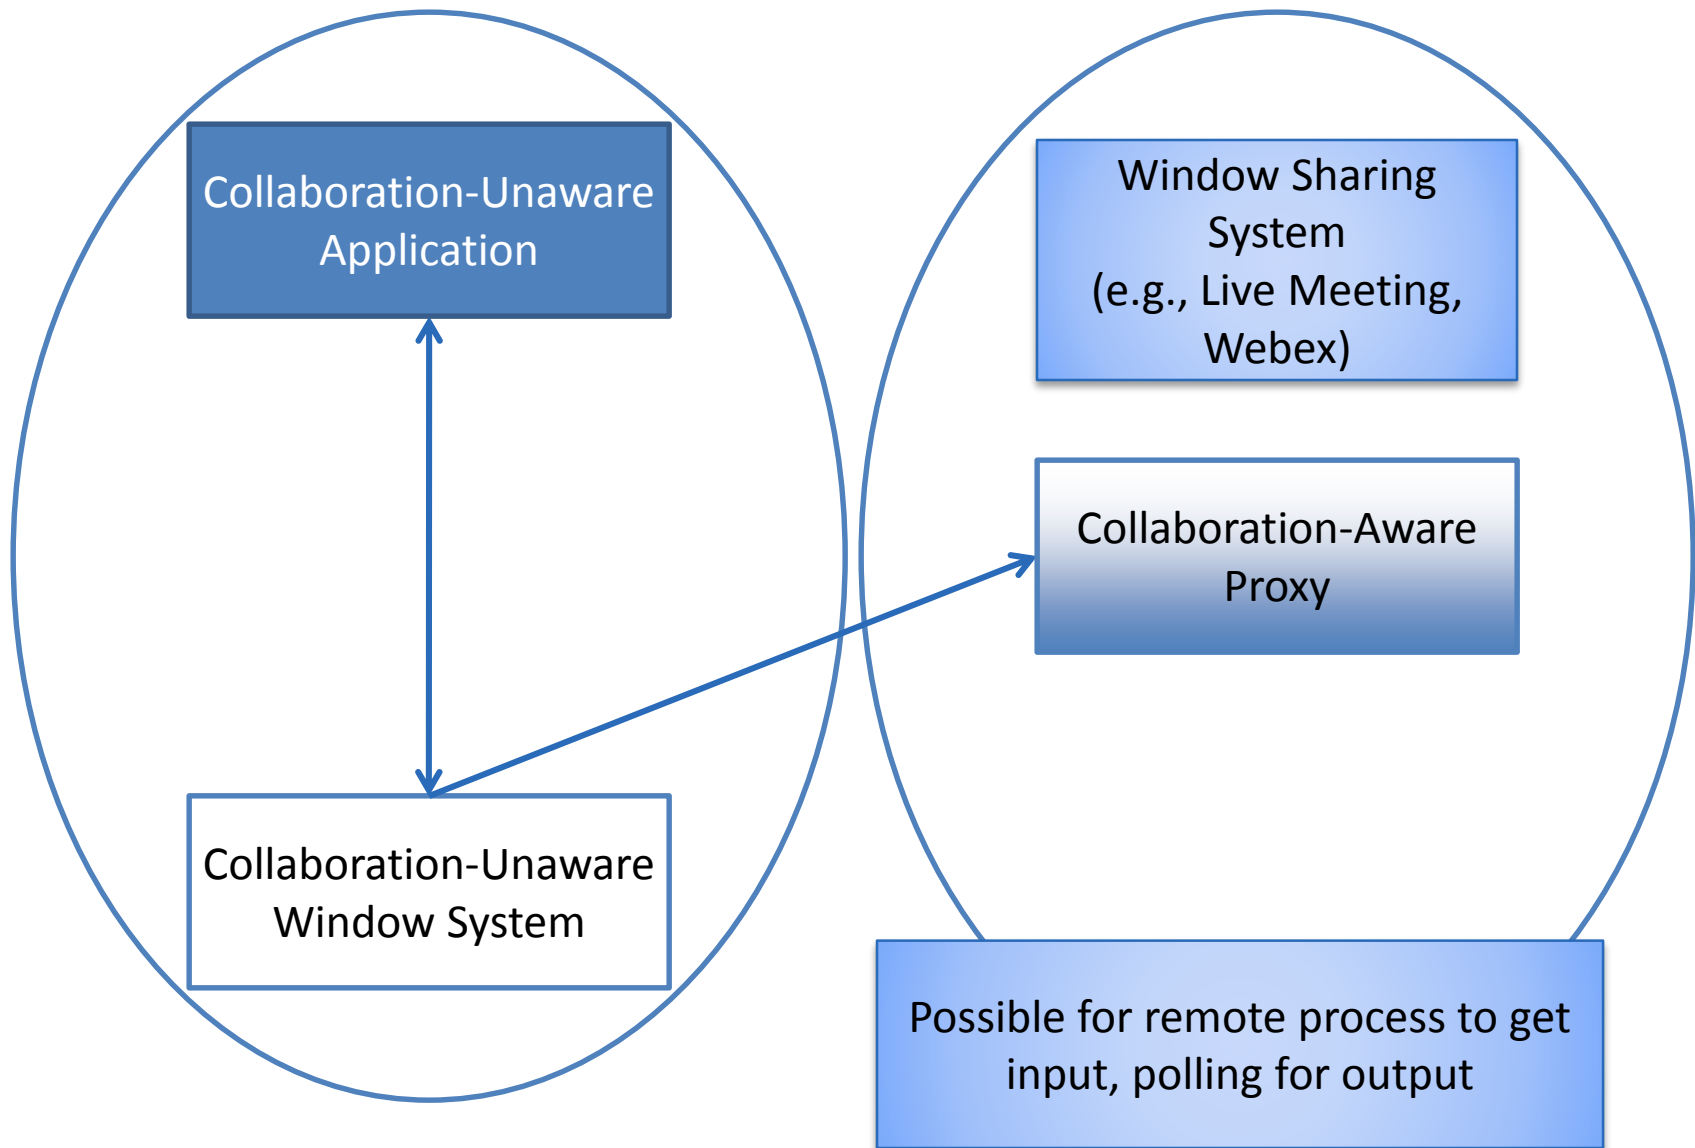 Collaboration-Unaware
Application
Window Sharing
System
(e.g., Live Meeting,
Webex)
Collaboration-Aware
Proxy
Collaboration-Unaware
Window System
Possible for remote process to get
input, polling for output